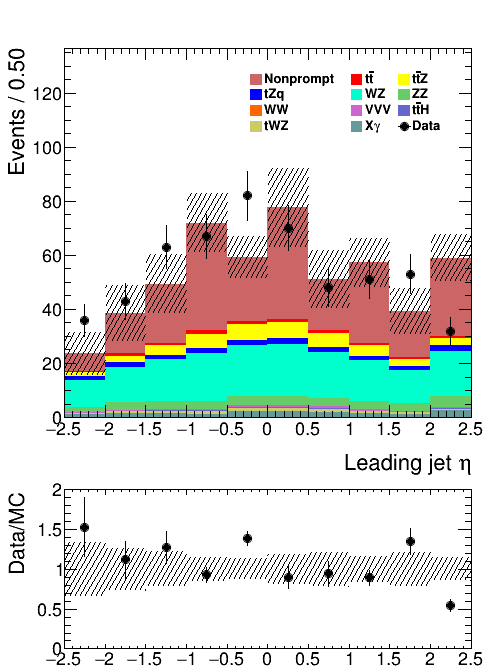 Events / 0.50
120
100
80
60
40
20
0
Nonprompt tt̄ tt̄Z
tZq WZ ZZ
WW VVV tt̄H
tWZ Xγ Data
−2.5 −2 −1.5 −1 −0.5 0 0.5 1 1.5 2 2.5
Leading jet η
Data/MC
2
1.5
1
0.5
0
−2.5 −2 −1.5 −1 −0.5 0 0.5 1 1.5 2 2.5